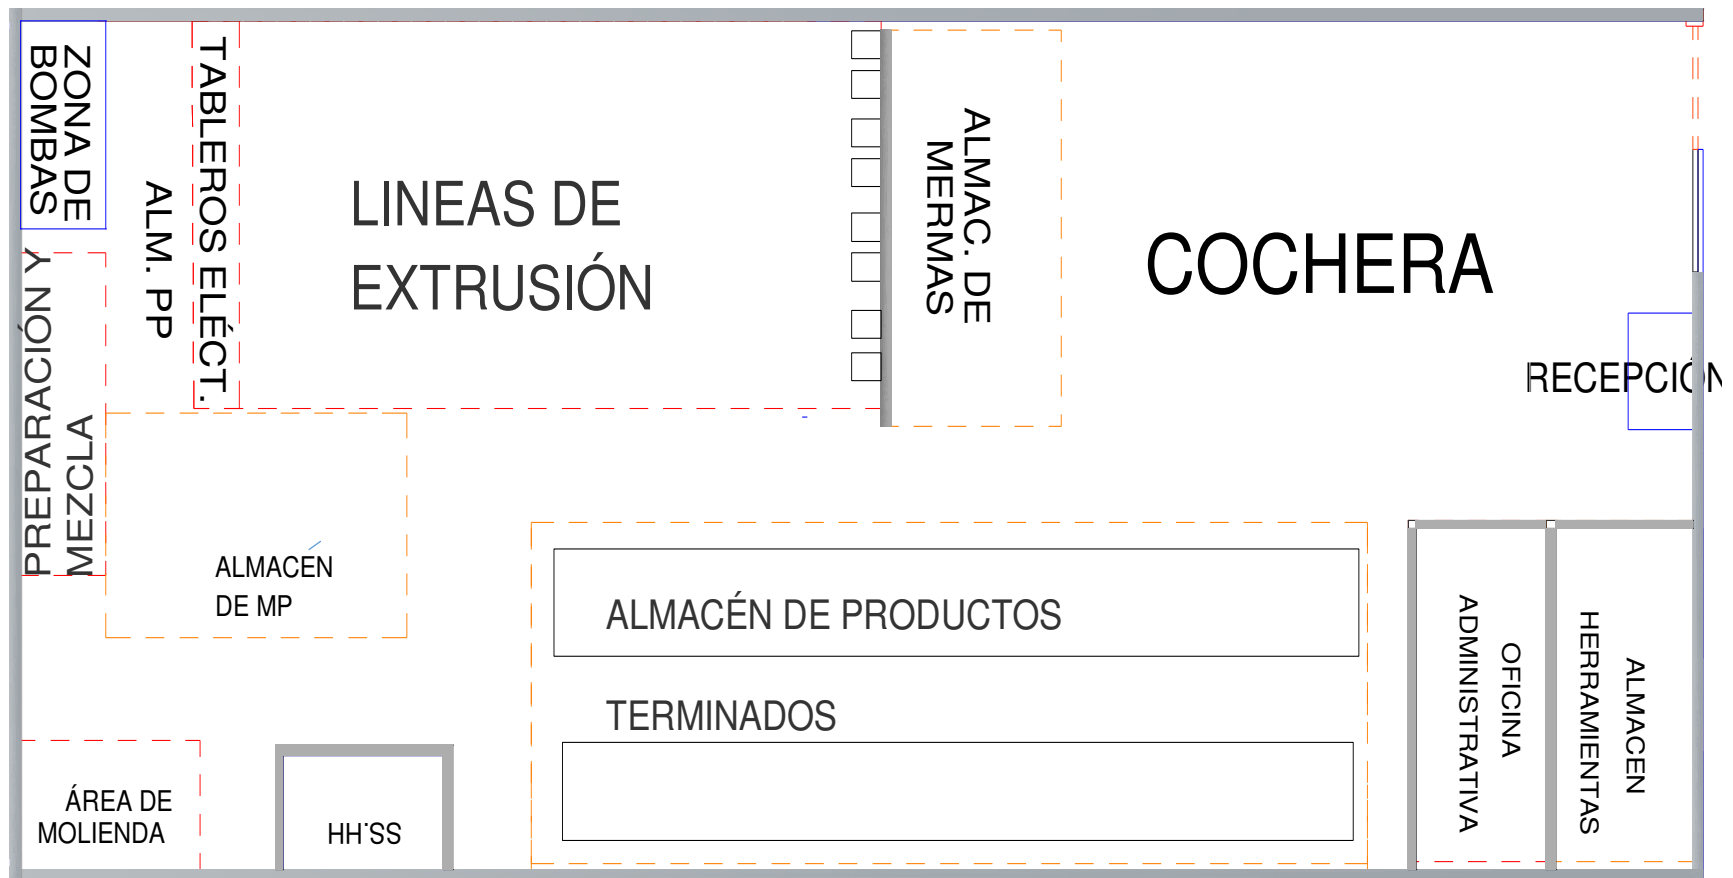 ZONA DE
BOMBAS
TABLEROS ELÉCT.
ALM. PP
LINEAS DE
EXTRUSIÓN
ALMAC. DE
MERMAS
COCHERA
RECEPCIÓN
PREPARACIÓN Y
MEZCLA
ALMACÉN
DE MP
ALMACÉN DE PRODUCTOS
TERMINADOS
OFICINA
ADMINISTRATIVA
ALMACEN
HERRAMIENTAS
ÁREA DE
MOLIENDA
HH.SS